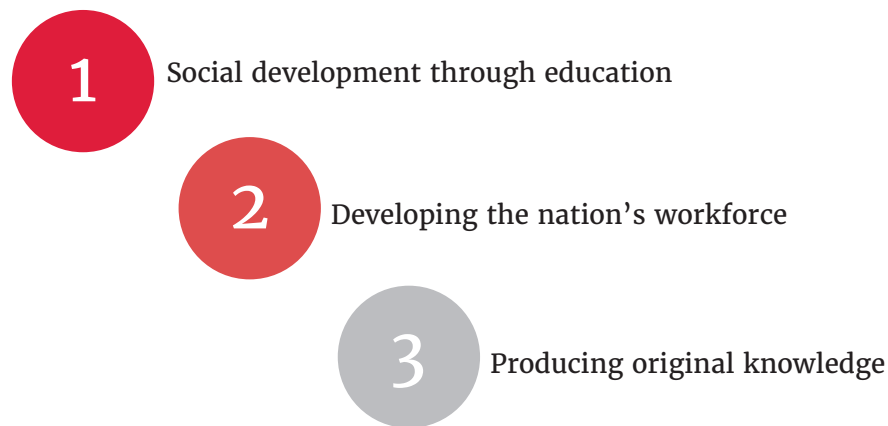 1 Social development through education
2 Developing the nation’s workforce
3 Producing original knowledge